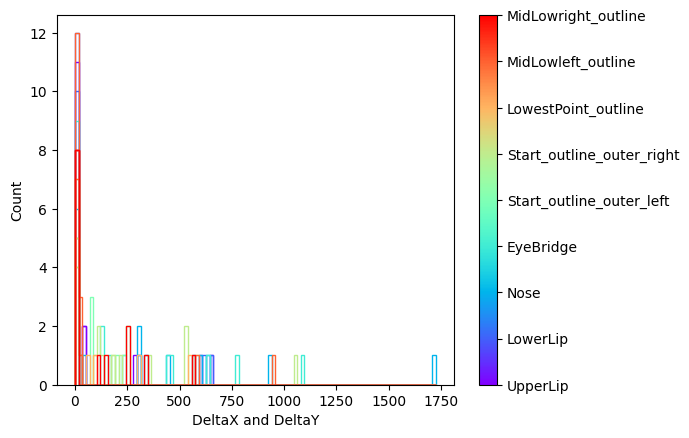 12
10
8
6
4
2
0
Count
0
250
500
750
1000
1250
1500
1750
DeltaX and DeltaY
MidLowright_outline
MidLowleft_outline
LowestPoint_outline
Start_outline_outer_right
Start_outline_outer_left
EyeBridge
Nose
LowerLip
UpperLip